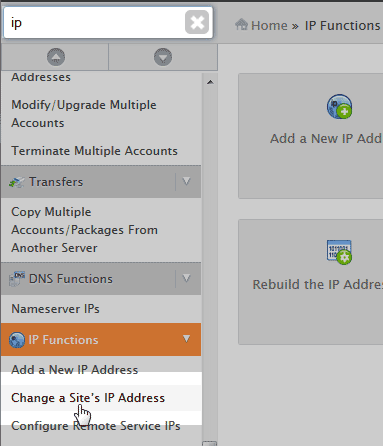 ip
Home » IP Functions
Addresses
Modify/Upgrade Multiple
Accounts
Terminate Multiple Accounts
Transfers
Copy Multiple
Accounts/Packages From
Another Server
DNS Functions
Nameserver IPs
IP Functions
Add a New IP Address
Change a Site's IP Address
Configure Remote Service IPs
Add a New IP Add
Rebuild the IP Addre